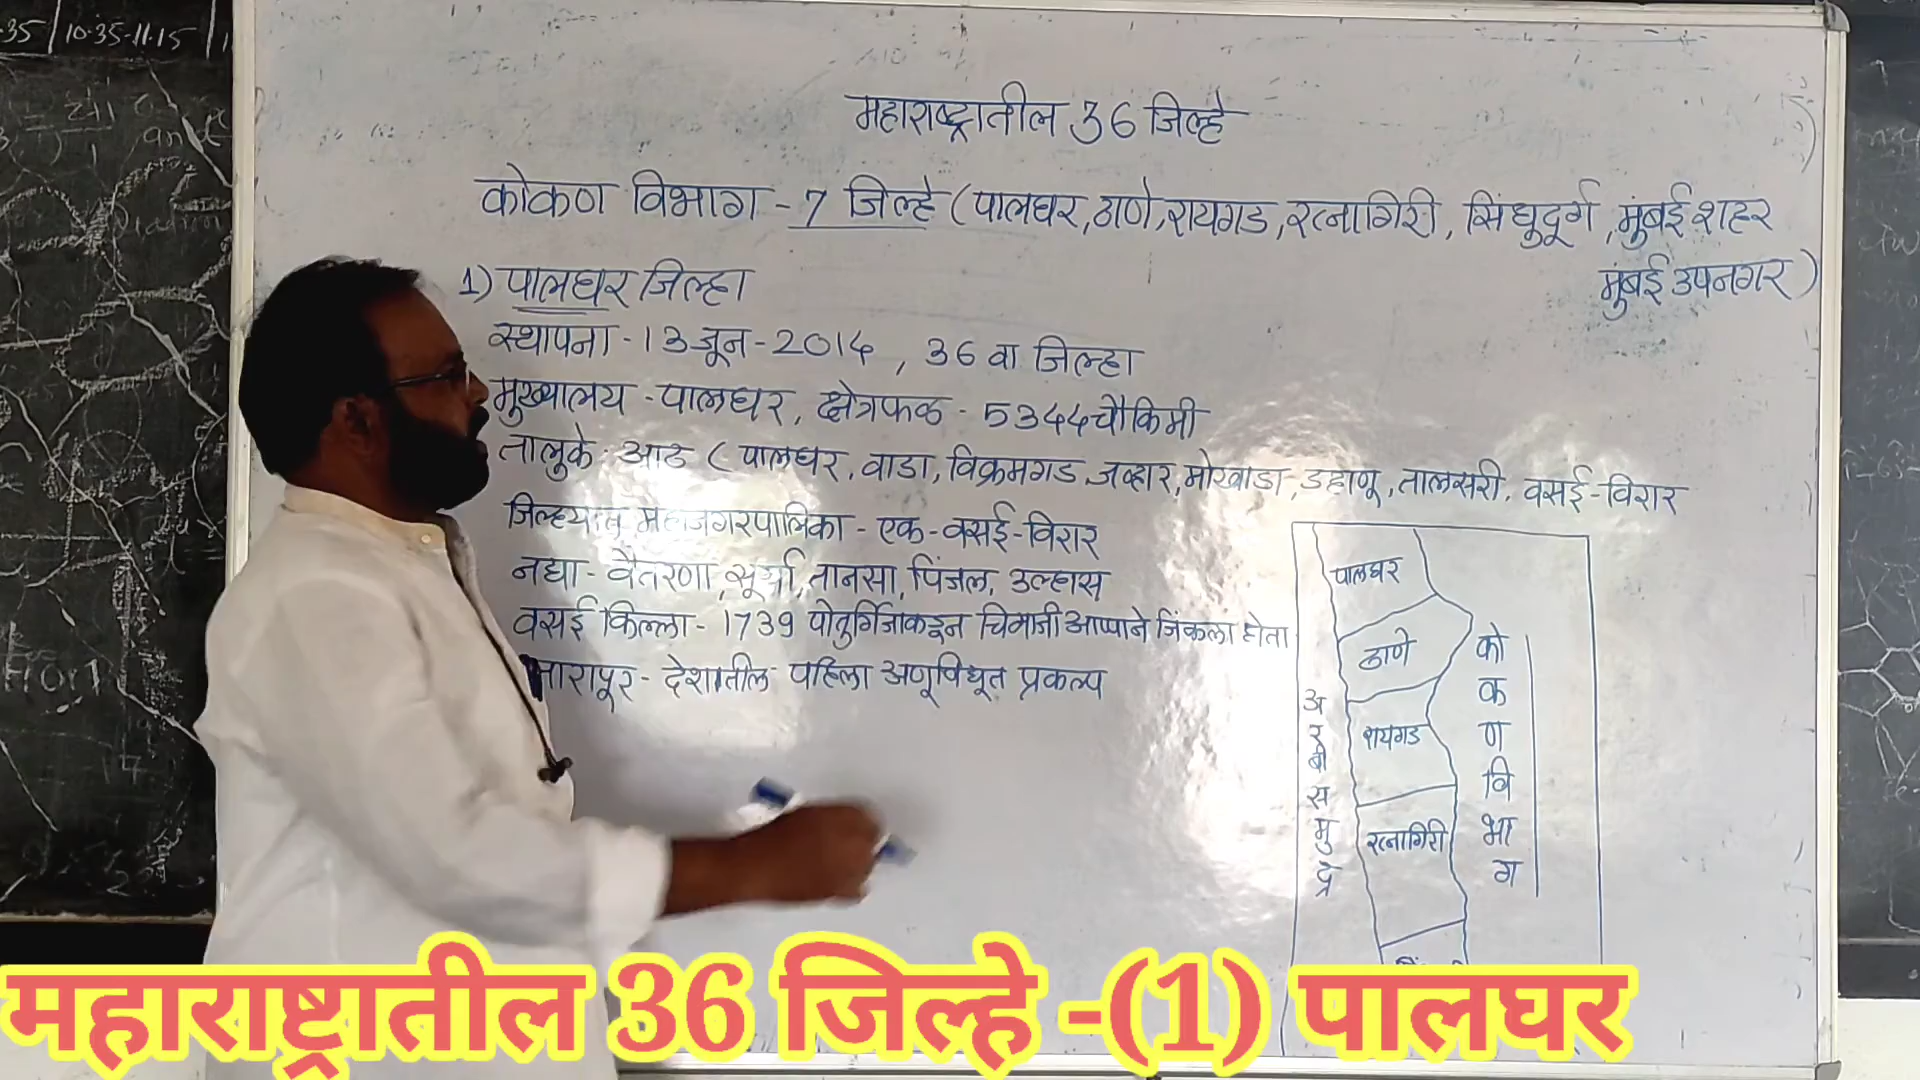 महाराष्ट्रातील 36 जिल्हे
कोकण विभाग - 7 जिल्हे (पालघर, ठाणे, रायगड, रत्नागिरी, सिंधुदूर्ग, मुंबई शहर
मुंबई उपनगर)
1) पालघर जिल्हा
स्थापना - 13 जून - 2014 , 36 वा जिल्हा
मुख्यालय - पालघर, क्षेत्रफळ - 5344 चौकिमी
तालुके - आठ (पालघर, वाडा, विक्रमगड, जव्हार, मोखाडा, डहाणू, तालसरी, वसई-विरार
जिल्हयात महानगरपालिका - एक - वसई-विरार
नद्या - वैतरणा, सूर्या, तानसा, पिंजल, उल्हास
वसई किल्ला - 1739 पोतुर्गिजाकडून चिमाजी आप्पाने जिंकला होता
तारापूर - देशातील पहिला अणूविद्यूत प्रकल्प
पालघर
ठाणे
रायगड
रत्नागिरी
अरबी समुद्र
कोकण विभाग
10.35-11.15
महाराष्ट्रातील 36 जिल्हे -(1) पालघर